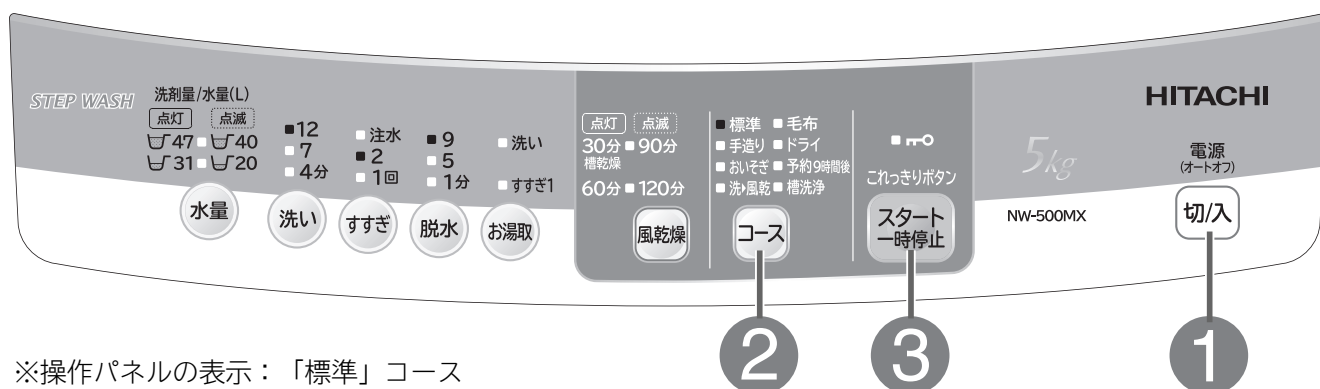 STEP WASH
洗剤量/水量(L)
点灯 点滅
47 40
31 20
水量
12
7
4分
洗い
注水
2
1回
すすぎ
9
5
1分
脱水
洗い
すすぎ1
お湯取
点灯 点滅
30分 90分
槽乾燥
60分 120分
風乾燥
標準 毛布
手造り ドライ
おいそぎ 予約9時間後
洗▶風乾 槽洗浄
コース
これっきりボタン
スタート
一時停止
5kg
NW-500MX
HITACHI
電源
(オートオフ)
切/入
2 3 1
※操作パネルの表示：「標準」コース